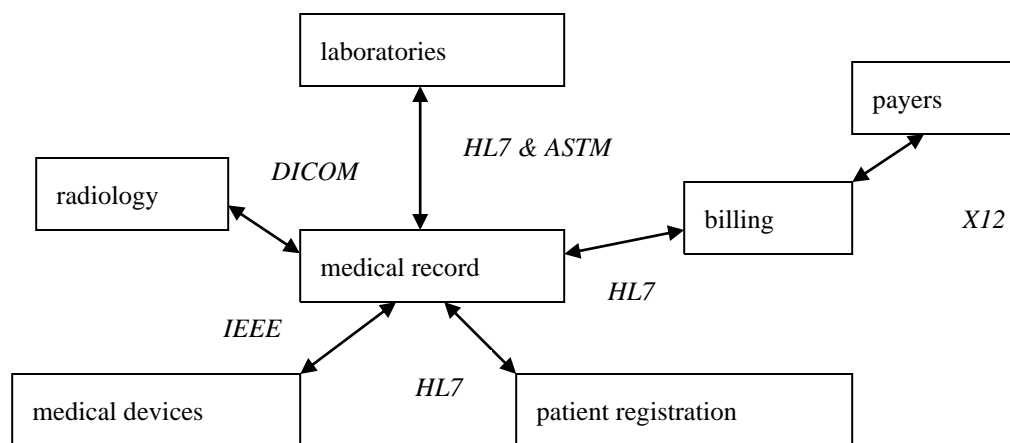 laboratories
payers
HL7 & ASTM
DICOM
radiology
billing
X12
medical record
HL7
IEEE
HL7
medical devices
patient registration